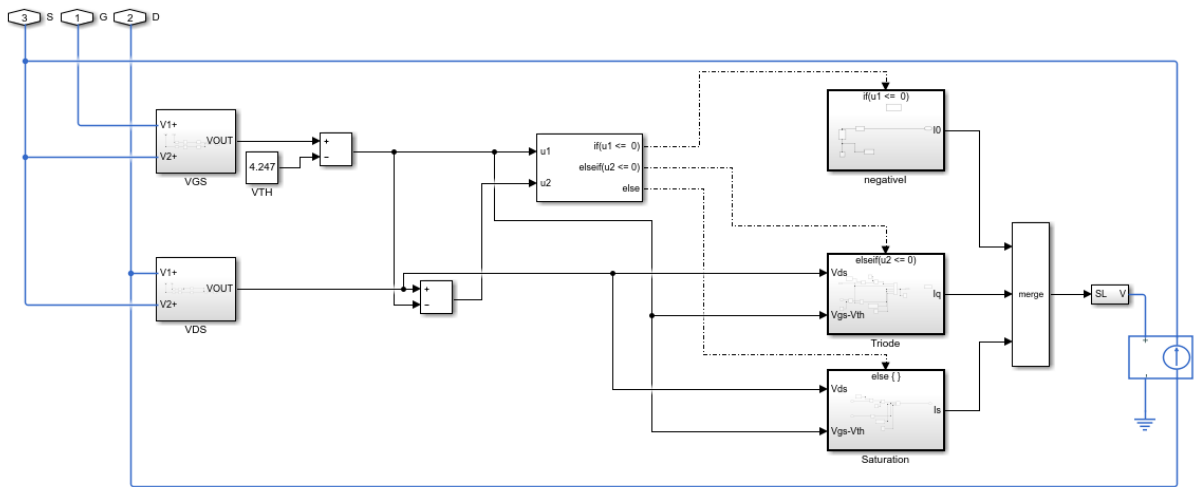 3 S
1 G
2 D
V1+
VOUT
V2+
VGS
4.247
VTH
+
−
u1
u2
if(u1 <= 0)
elseif(u2 <= 0)
else
if(u1 <= 0)
I0
negativeI
V1+
VOUT
V2+
VDS
+
−
elseif(u2 <= 0)
Vds
Iq
Vgs-Vth
Triode
merge
SL V
+
-
else { }
Vds
Is
Vgs-Vth
Saturation